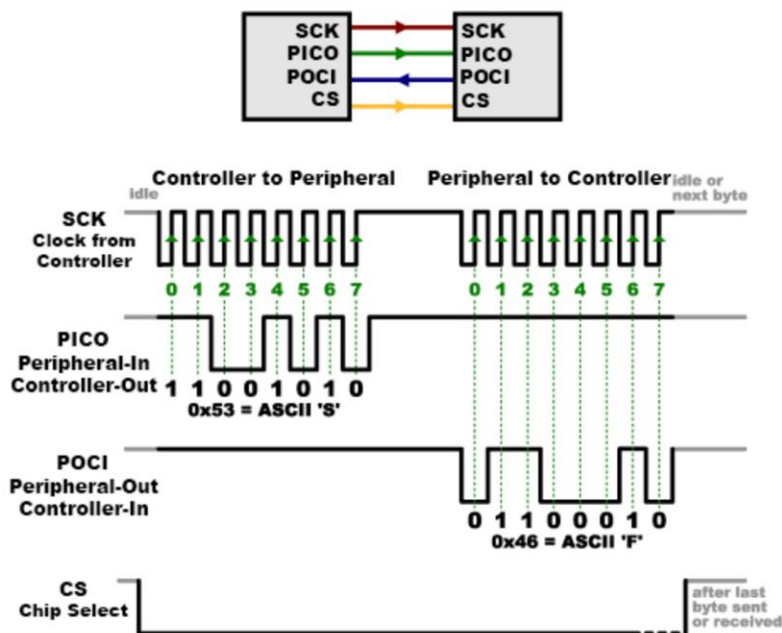 SCK SCK
PICO PICO
POCI POCI
CS CS
idle Controller to Peripheral Peripheral to Controller idle or
next byte
SCK
Clock from
Controller
0 1 2 3 4 5 6 7 0 1 2 3 4 5 6 7
PICO
Peripheral-In
Controller-Out
1 1 0 0 1 0 1 0
0x53 = ASCII 'S'
POCI
Peripheral-Out
Controller-In
0 1 1 0 0 0 1 0
0x46 = ASCII 'F'
CS
Chip Select
after last
byte sent
or received